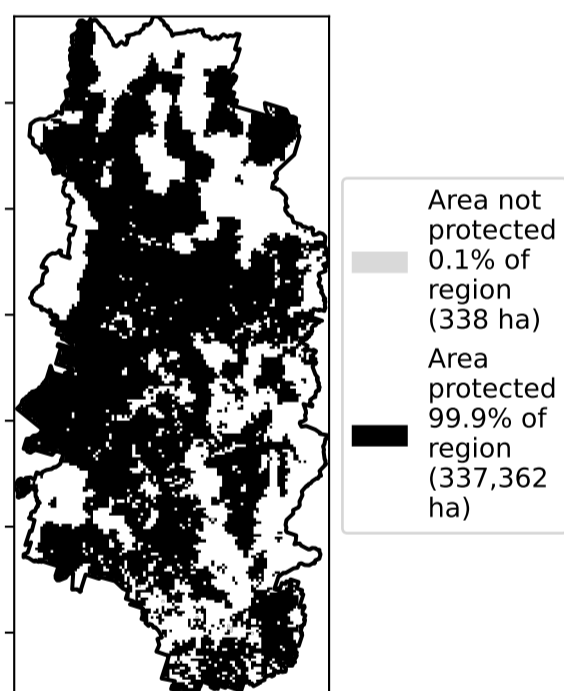 Area not
protected
0.1% of
region
(338 ha)
Area
protected
99.9% of
region
(337,362
ha)